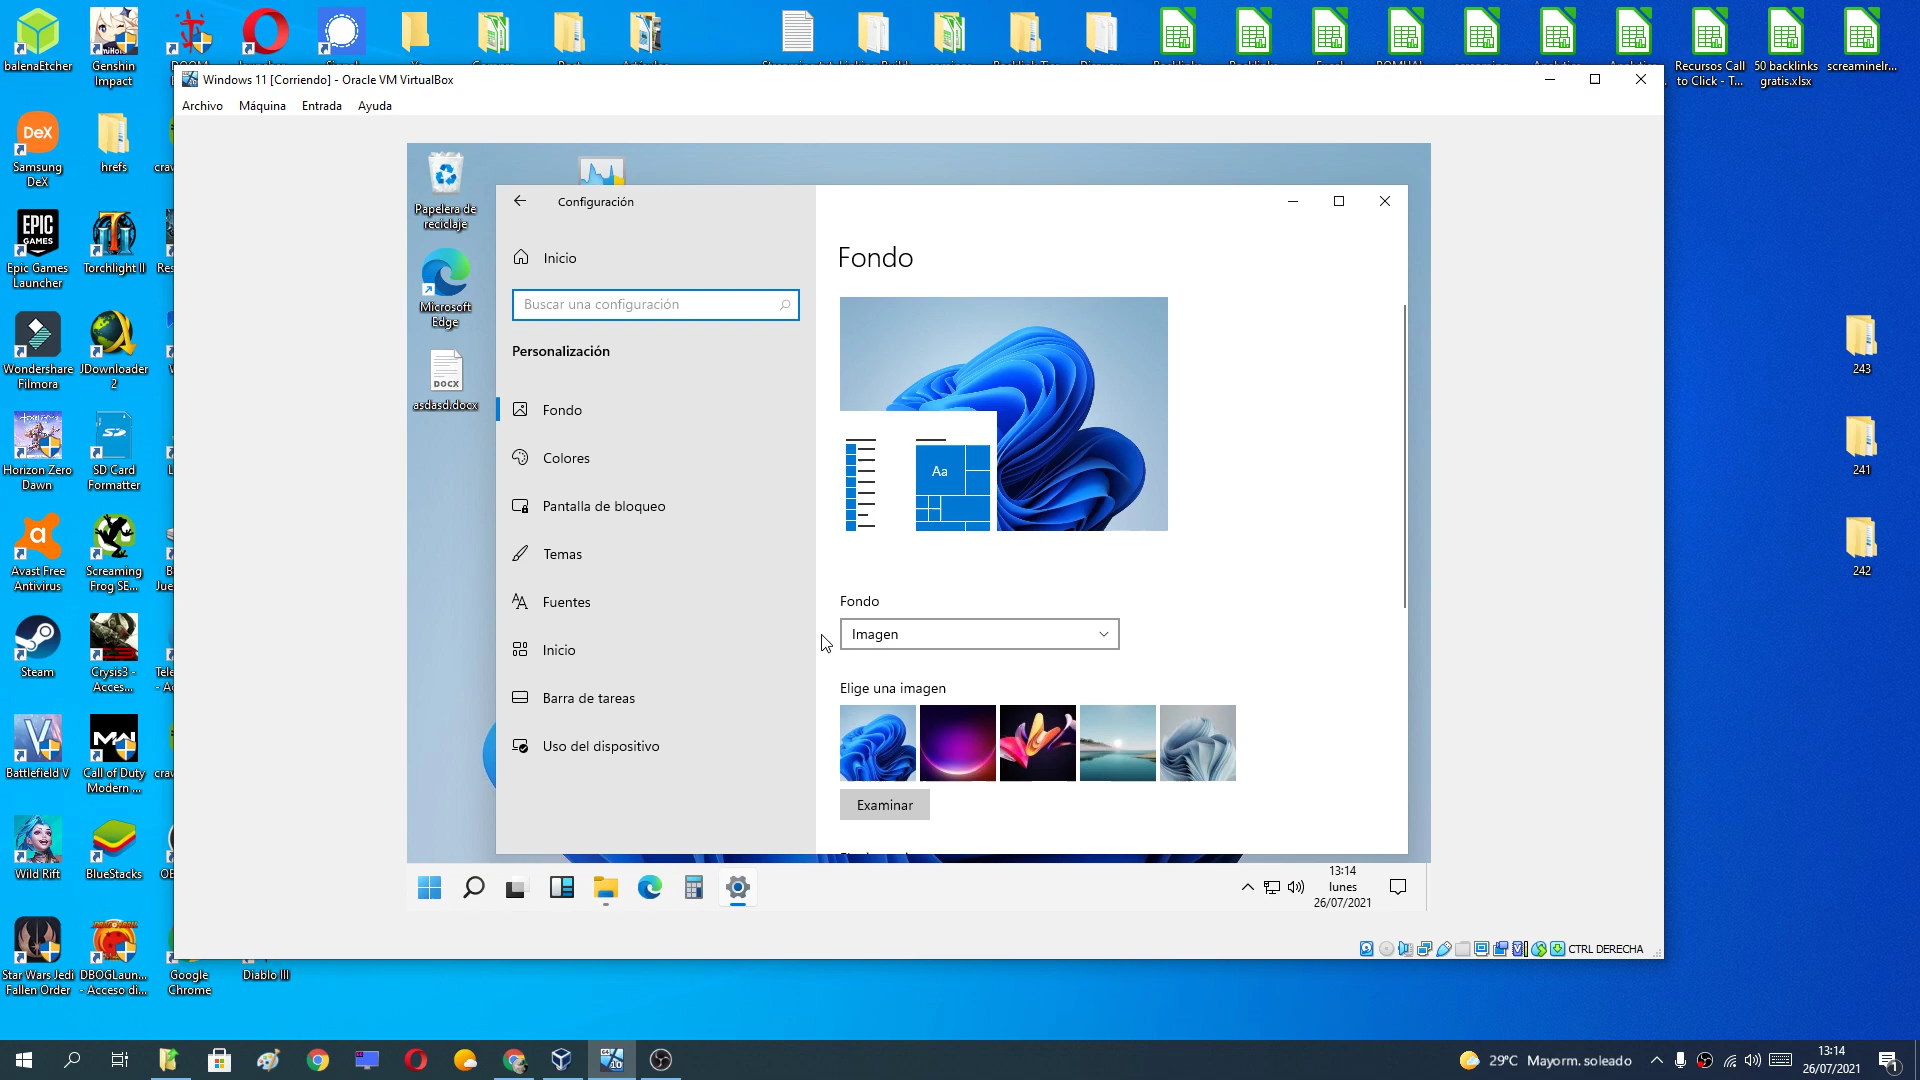 balenaEtcher
Genshin
Impact
Recursos Call
to Click - T...
50 backlinks
gratis.xlsx
screaminelr...
Windows 11 [Corriendo] - Oracle VM VirtualBox
Archivo
Máquina
Entrada
Ayuda
DeX
Samsung
DeX
hrefs
EPIC
GAMES
Epic Games
Launcher
Torchlight II
Wondershare
Filmora
JDownloader
2
Horizon Zero
Dawn
SD Card
Formatter
Avast Free
Antivirus
Screaming
Frog SE...
Steam
Crysis3 -
Acces...
Battlefield V
Call of Duty
Modern ...
Wild Rift
BlueStacks
Star Wars Jedi
Fallen Order
DBOGLaun...
- Acceso di...
Google
Chrome
Diablo III
243
241
242
Papelera de
reciclaje
Microsoft
Edge
DOCX
asdasd.docx
Configuración
Inicio
Buscar una configuración
Personalización
Fondo
Colores
Pantalla de bloqueo
Temas
Fuentes
Inicio
Barra de tareas
Uso del dispositivo
Fondo
Aa
Fondo
Imagen
Elige una imagen
Examinar
13:14
lunes
26/07/2021
CTRL DERECHA
29°C Mayorm. soleado
13:14
26/07/2021
1